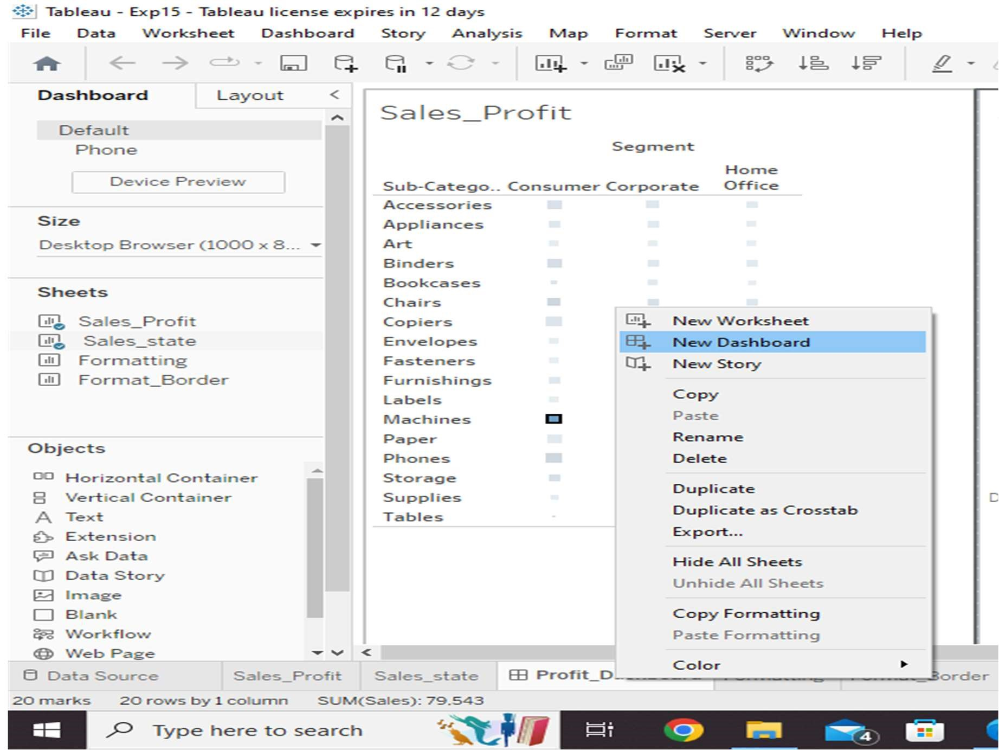 Tableau - Exp15 - Tableau license expires in 12 days
File Data Worksheet Dashboard Story Analysis Map Format Server Window Help
Dashboard Layout <
Default
Phone
Device Preview
Size
Desktop Browser (1000 x 8...
Sheets
Sales_Profit
Sales_state
Formatting
Format_Border
Objects
Horizontal Container
Vertical Container
Text
Extension
Ask Data
Data Story
Image
Blank
Workflow
Web Page
Sales_Profit
Segment
Sub-Catego.. Consumer Corporate Home Office
Accessories
Appliances
Art
Binders
Bookcases
Chairs
Copiers
Envelopes
Fasteners
Furnishings
Labels
Machines
Paper
Phones
Storage
Supplies
Tables
New Worksheet
New Dashboard
New Story
Copy
Paste
Rename
Delete
Duplicate
Duplicate as Crosstab
Export...
Hide All Sheets
Unhide All Sheets
Copy Formatting
Paste Formatting
Color
D
Data Source Sales_Profit Sales_state Profit_D Border
20 marks 20 rows by 1 column SUM(Sales): 79,543
Type here to search
4